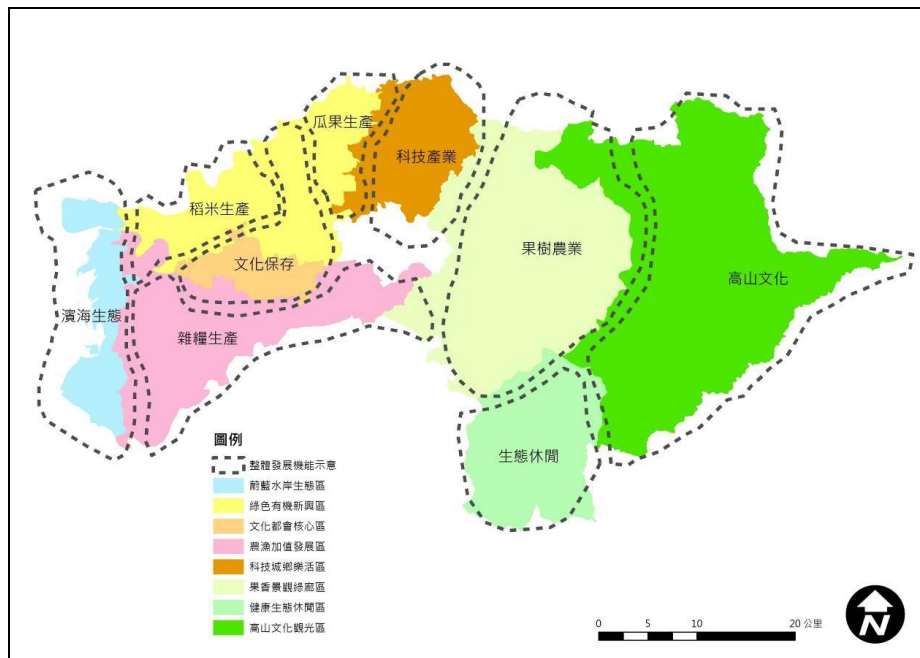 瓜果生產
科技產業
稻米生產
文化保存
果樹農業
高山文化
濱海生態
雜糧生產
生態休閒
圖例
整體發展機能示意
蔚藍水岸生態區
綠色有機新興區
文化都會核心區
農漁加值發展區
科技城鄉樂活區
果香景觀綠廊區
健康生態休閒區
高山文化觀光區
0 5 10 20 公里
N